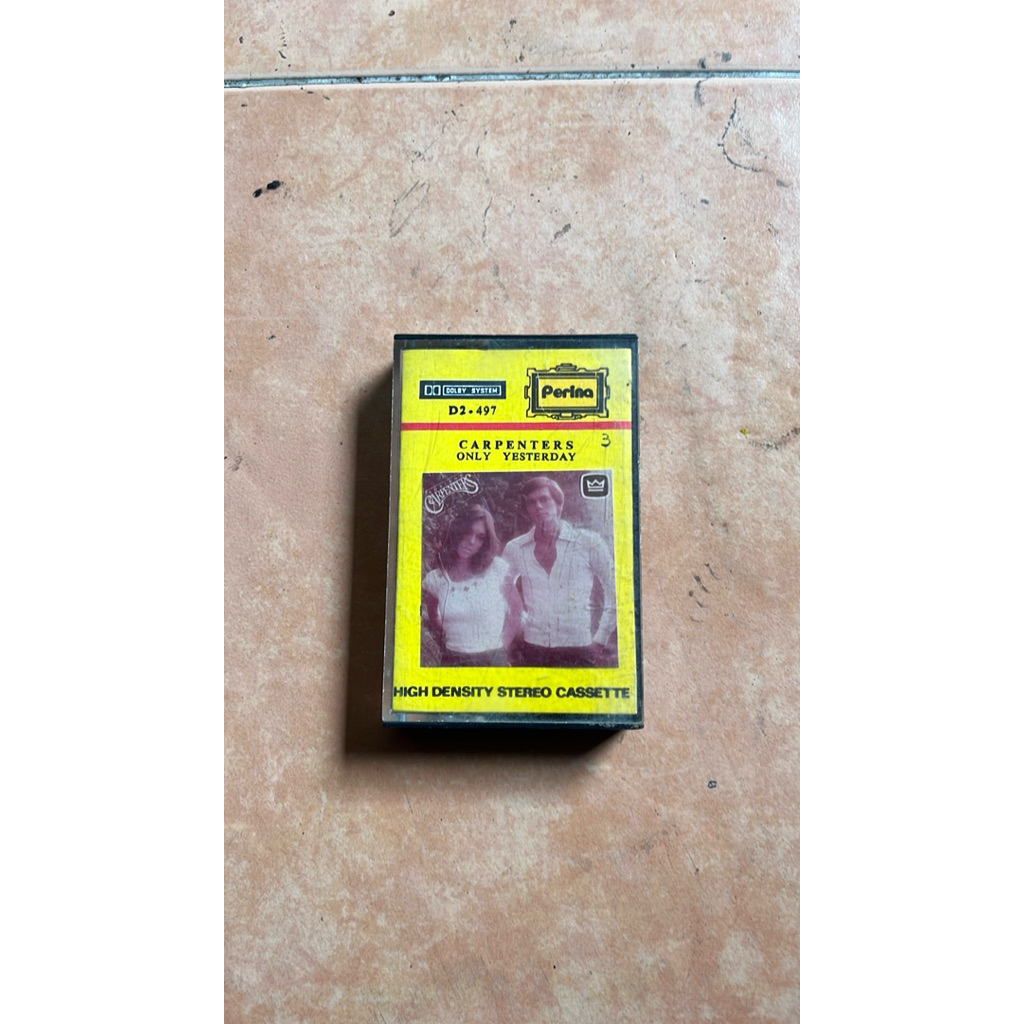 DOLBY SYSTEM
Perina
D2·497
CARPENTERS
3
ONLY YESTERDAY
CARPENTERS
HIGH DENSITY STEREO CASSETTE